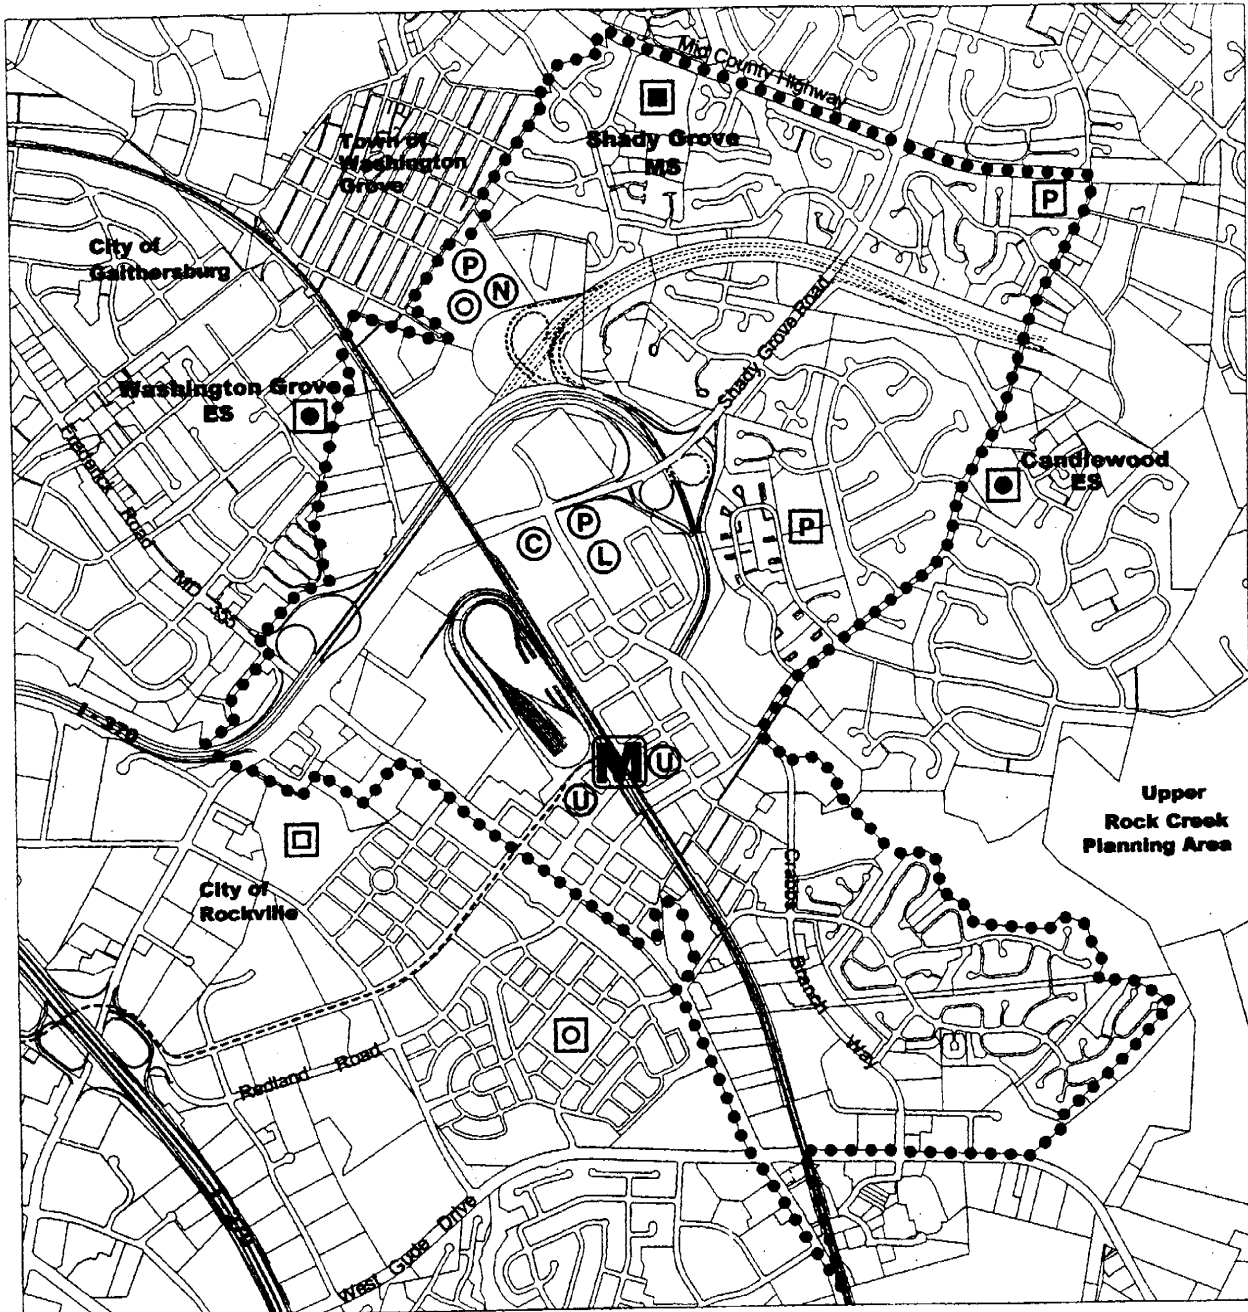 Mid County Highway
Shady Grove
MS
Town of
Washington
Grove
P
City of
Gaithersburg
P
N
O
Shady Grove Road
Washington Grove
ES
Candlewood
ES
Frederick Road
MD 355
P
C
L
P
I - 270
M
U
U
Upper
Rock Creek
Planning Area
City of
Rockville
Crabbs Branch Way
Redland Road
West Gude Drive